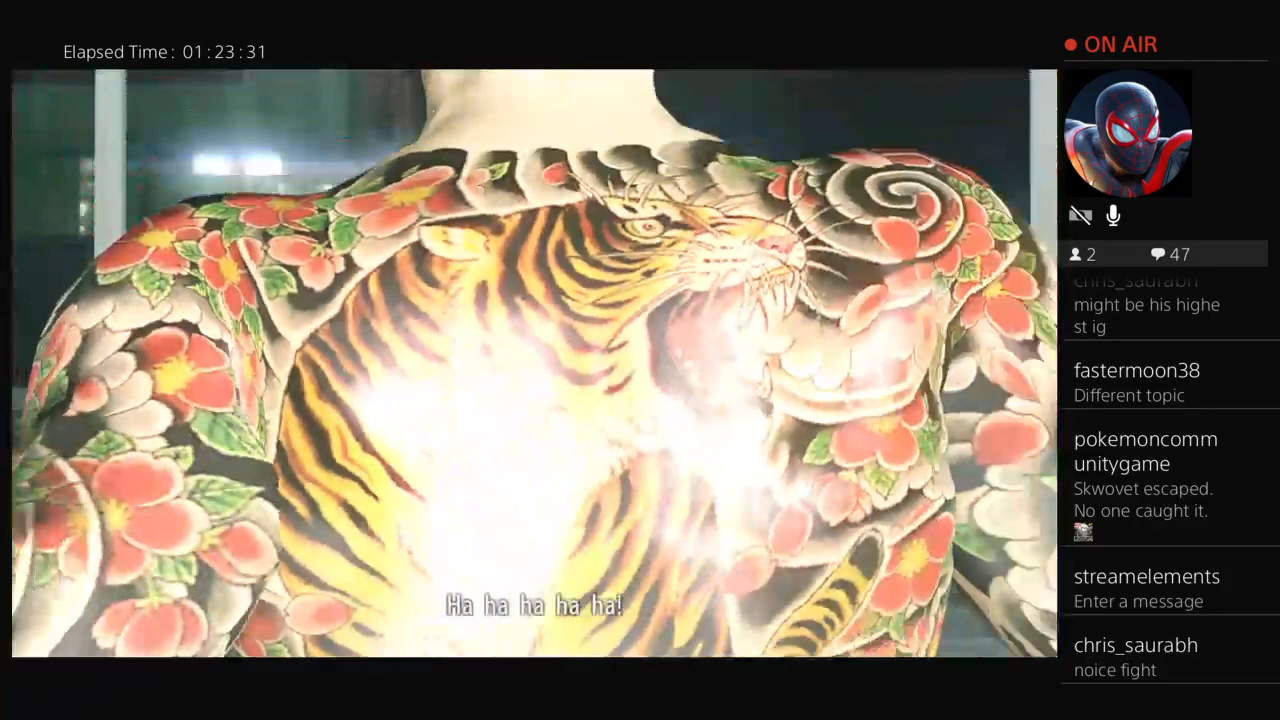 Elapsed Time: 01:23:31
ON AIR
2
47
chris_saurabh
might be his highe
st ig
fastermoon38
Different topic
pokemoncomm
unitygame
Skwovet escaped.
No one caught it.
streamelements
Enter a message
chris_saurabh
noice fight
Ha ha ha ha ha!